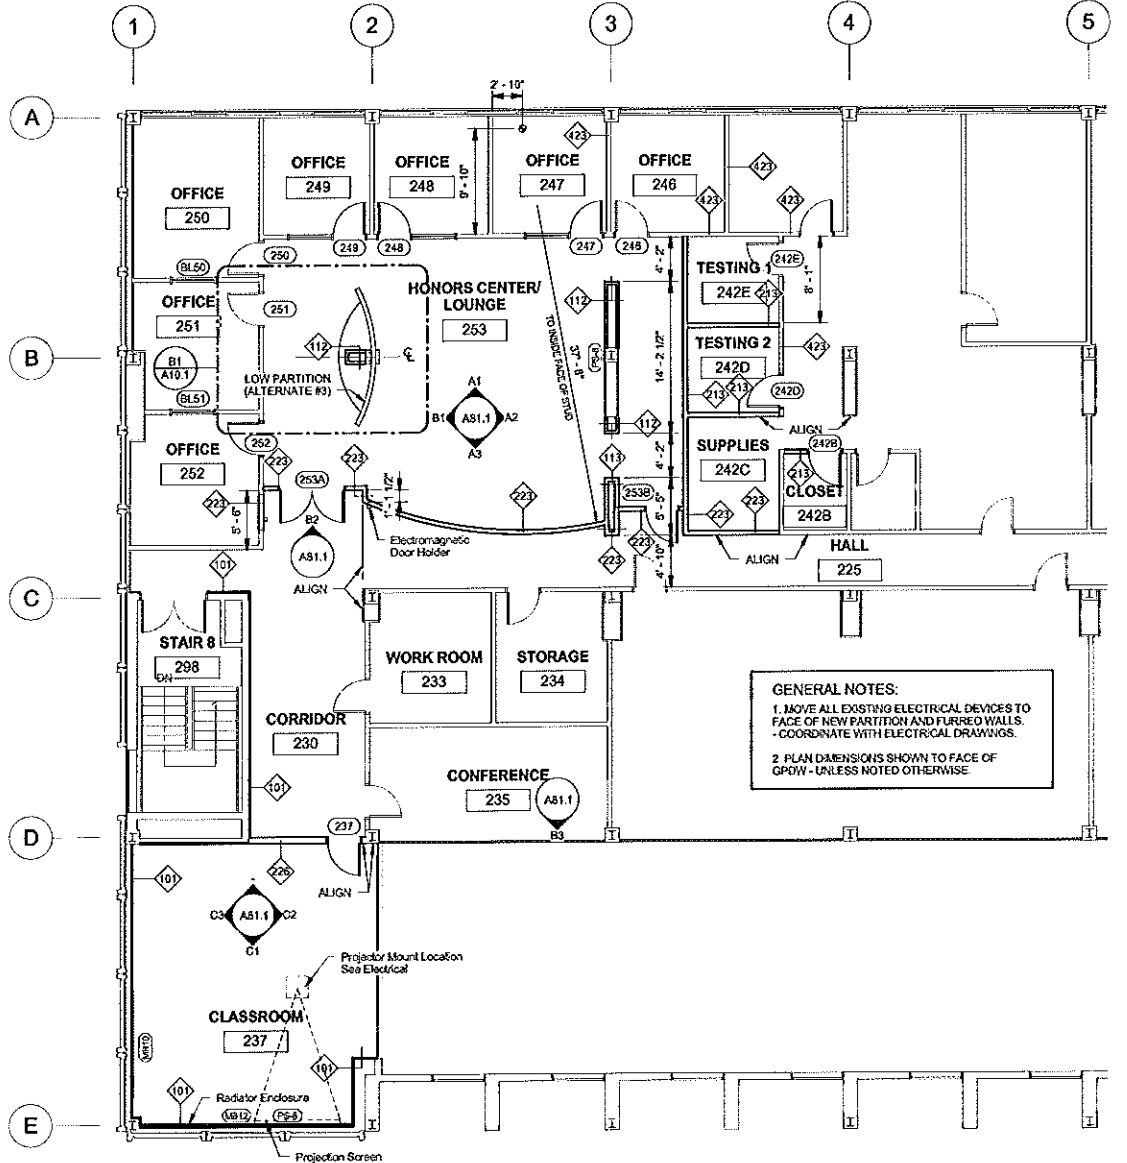 1
2
3
4
5
A
2' - 10"
423
423
423
423
OFFICE
249
OFFICE
248
OFFICE
247
OFFICE
246
9' - 10"
OFFICE
250
249
248
247
246
250
BL50
4' - 2"
TESTING 1
242E
242E
213
8' - 1"
HONORS CENTER/
LOUNGE
253
OFFICE
251
251
112
112
TO INSIDE FACE OF STUD
37' - 8"
PS-8
14' - 2 1/2"
TESTING 2
242D
423
B
B1
A10.1
112
CL
LOW PARTITION
(ALTERNATE #3)
213
213
242D
BL51
A1
B1
A81.1
A2
A3
112
ALIGN
OFFICE
252
252
223
223
253A
113
4' - 2"
SUPPLIES
242C
242B
213
CLOSET
242B
223
223
223
223
253B
5' - 5"
1' - 1 1/2"
5' - 6"
B2
A81.1
Electromagnetic
Door Holder
223
223
4' - 10"
ALIGN
HALL
225
101
ALIGN
C
STAIR 8
298
DN
WORK ROOM
233
STORAGE
234
GENERAL NOTES:
1. MOVE ALL EXISTING ELECTRICAL DEVICES TO
FACE OF NEW PARTITION AND FURRED WALLS.
- COORDINATE WITH ELECTRICAL DRAWINGS.
2 PLAN DIMENSIONS SHOWN TO FACE OF
GPDW - UNLESS NOTED OTHERWISE.
CORRIDOR
230
CONFERENCE
235
A81.1
B3
101
237
D
101
226
ALIGN
-
C3
A81.1
C2
C1
Projector Mount Location
See Electrical
CLASSROOM
237
MB10
101
101
Radiator Enclosure
MB12
PS-8
E
Projection Screen